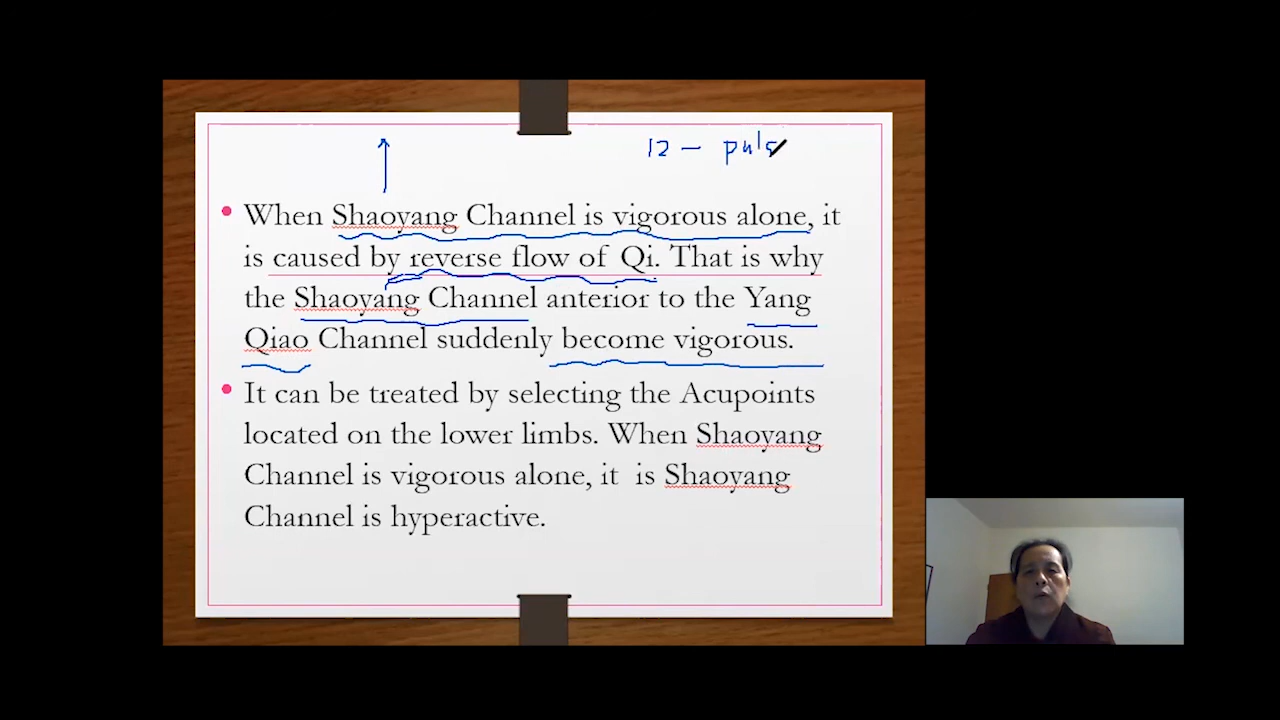 12 - puls
• When Shaoyang Channel is vigorous alone, it
is caused by reverse flow of Qi. That is why
the Shaoyang Channel anterior to the Yang
Qiao Channel suddenly become vigorous.
• It can be treated by selecting the Acupoints
located on the lower limbs. When Shaoyang
Channel is vigorous alone, it is Shaoyang
Channel is hyperactive.